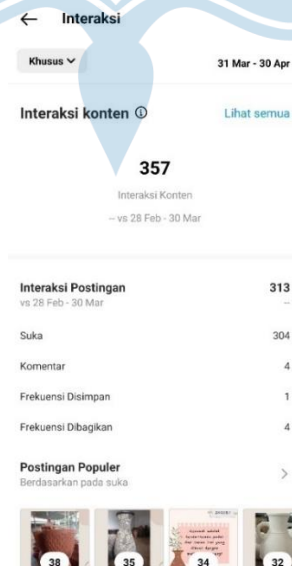 ← Interaksi
Khusus 31 Mar - 30 Apr
Interaksi konten Lihat semua
357
Interaksi Konten
-- vs 28 Feb - 30 Mar
Interaksi Postingan 313
vs 28 Feb - 30 Mar --
Suka 304
Komentar 4
Frekuensi Disimpan 1
Frekuensi Dibagikan 4
Postingan Populer
Berdasarkan pada suka
38 35 34 32